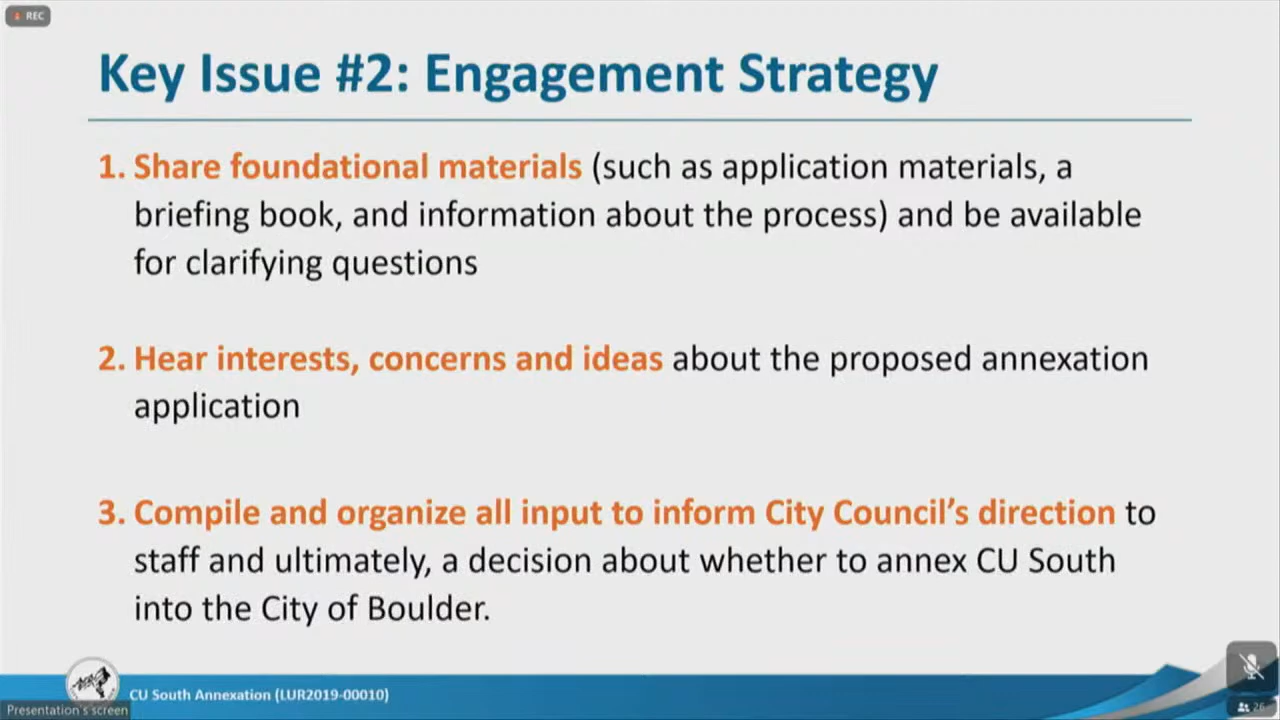 REC
Key Issue #2: Engagement Strategy
1. Share foundational materials (such as application materials, a
briefing book, and information about the process) and be available
for clarifying questions
2. Hear interests, concerns and ideas about the proposed annexation
application
3. Compile and organize all input to inform City Council's direction to
staff and ultimately, a decision about whether to annex CU South
into the City of Boulder.
CU South Annexation (LUR2019-00010)
Presentation's screen
26